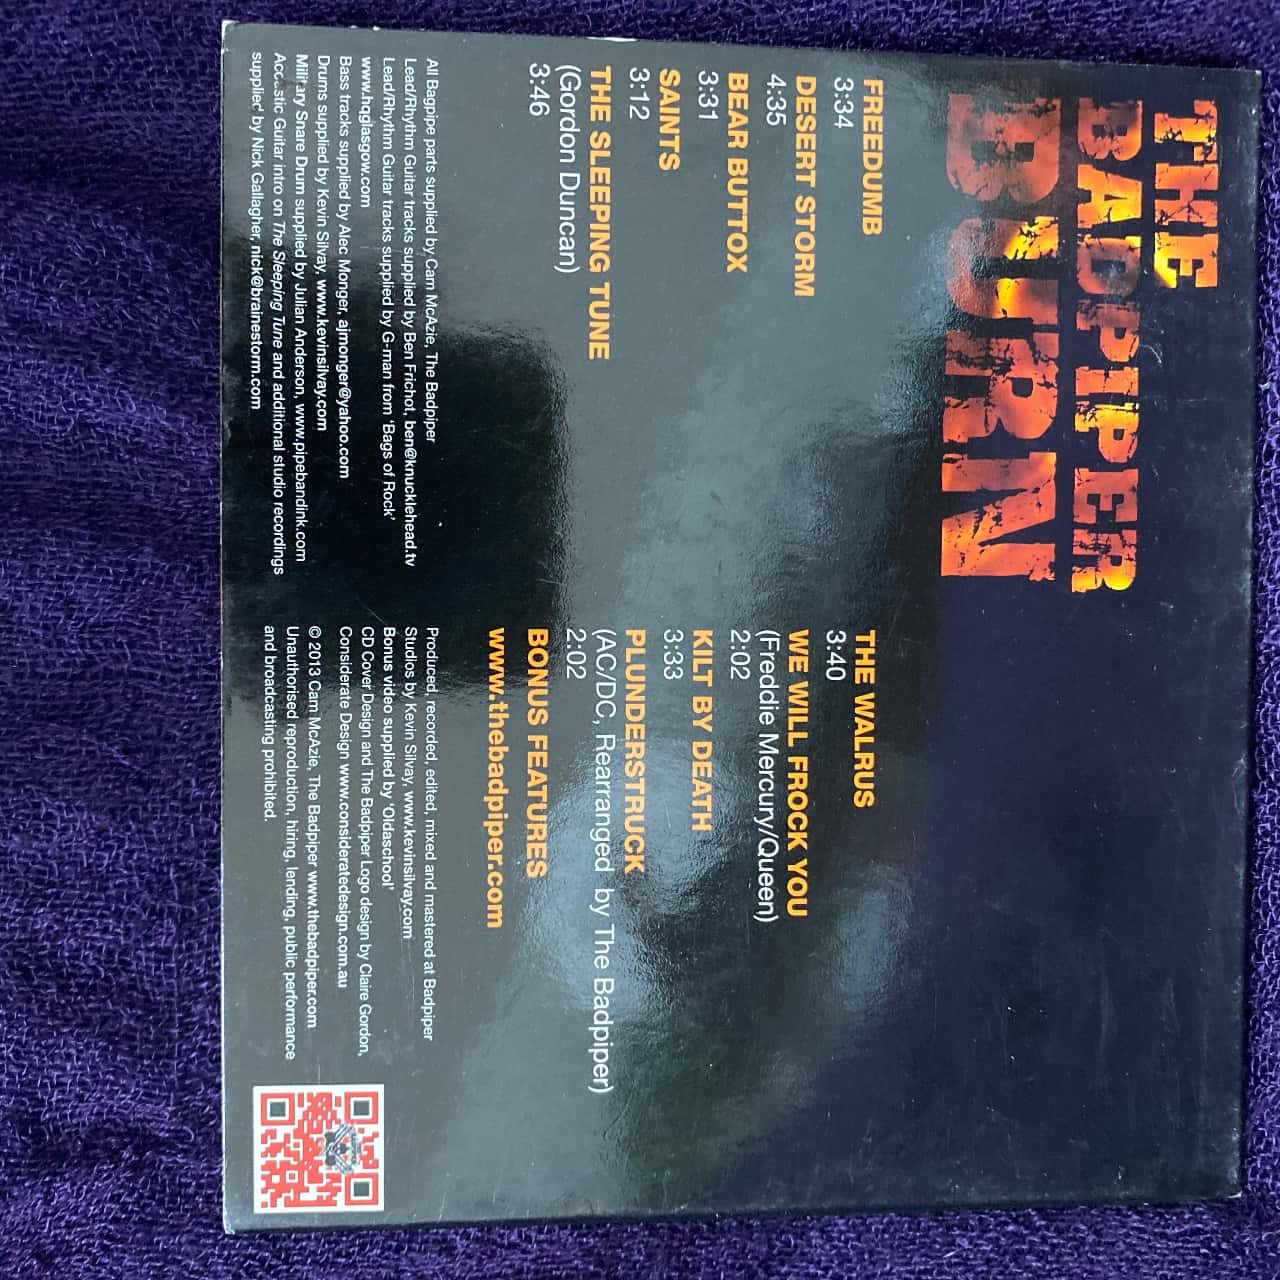 THE
BADPIPER
BURN
FREEDUMB
3:34
DESERT STORM
4:35
BEAR BUTTOX
3:31
SAINTS
3:12
THE SLEEPING TUNE
(Gordon Duncan)
3:46
THE WALRUS
3:40
WE WILL FROCK YOU
(Freddie Mercury/Queen)
2:02
KILT BY DEATH
3:33
PLUNDERSTRUCK
(AC/DC, Rearranged by The Badpiper)
2:02
BONUS FEATURES
www.thebadpiper.com
All Bagpipe parts supplied by Cam McAzie, The Badpiper
Lead/Rhythm Guitar tracks supplied by Ben Frichot, ben@knucklehead.tv
Lead/Rhythm Guitar tracks supplied by G-man from 'Bags of Rock'
www.hqglasgow.com
Bass tracks supplied by Alec Monger, ajmonger@yahoo.com
Drums supplied by Kevin Silvay, www.kevinsilvay.com
Military Snare Drum supplied by Julian Anderson, www.pipebandink.com
Acoustic Guitar Intro on The Sleeping Tune and additional studio recordings
supplied by Nick Gallagher, nick@brainestorm.com
Produced, recorded, edited, mixed and mastered at Badpiper
Studios by Kevin Silvay, www.kevinsilvay.com
Bonus video supplied by 'Oldaschool'
CD Cover Design and The Badpiper Logo design by Claire Gordon,
Considerate Design www.consideratedesign.com.au
© 2013 Cam McAzie, The Badpiper www.thebadpiper.com
Unauthorised reproduction, hiring, lending, public performance
and broadcasting prohibited.